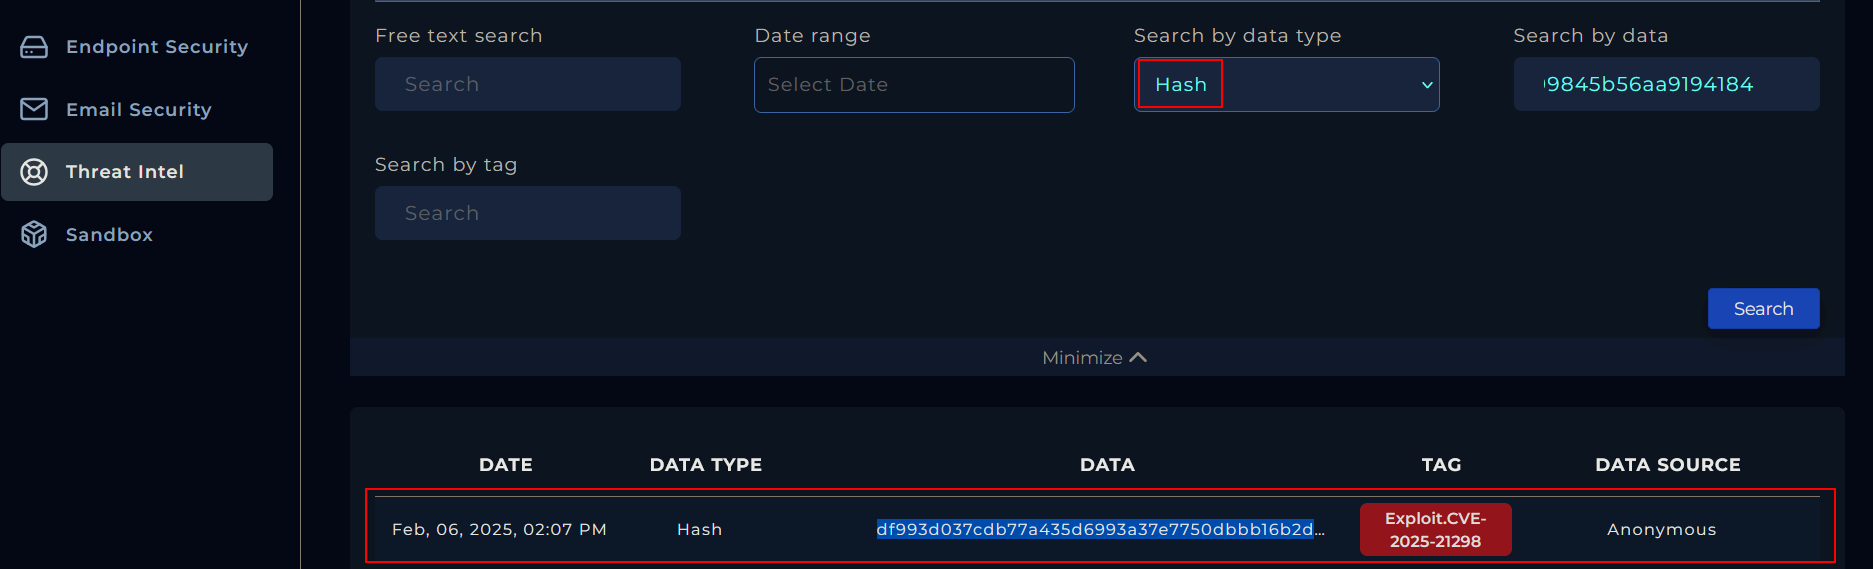 Endpoint Security
Email Security
Threat Intel
Sandbox
Free text search
Date range
Search by data type
Search by data
Search
Select Date
Hash
9845b56aa9194184
Search by tag
Search
Search
Minimize
DATE
DATA TYPE
DATA
TAG
DATA SOURCE
Feb, 06, 2025, 02:07 PM
Hash
df993d037cdb77a435d6993a37e7750dbbb16b2d...
Exploit.CVE-
2025-21298
Anonymous